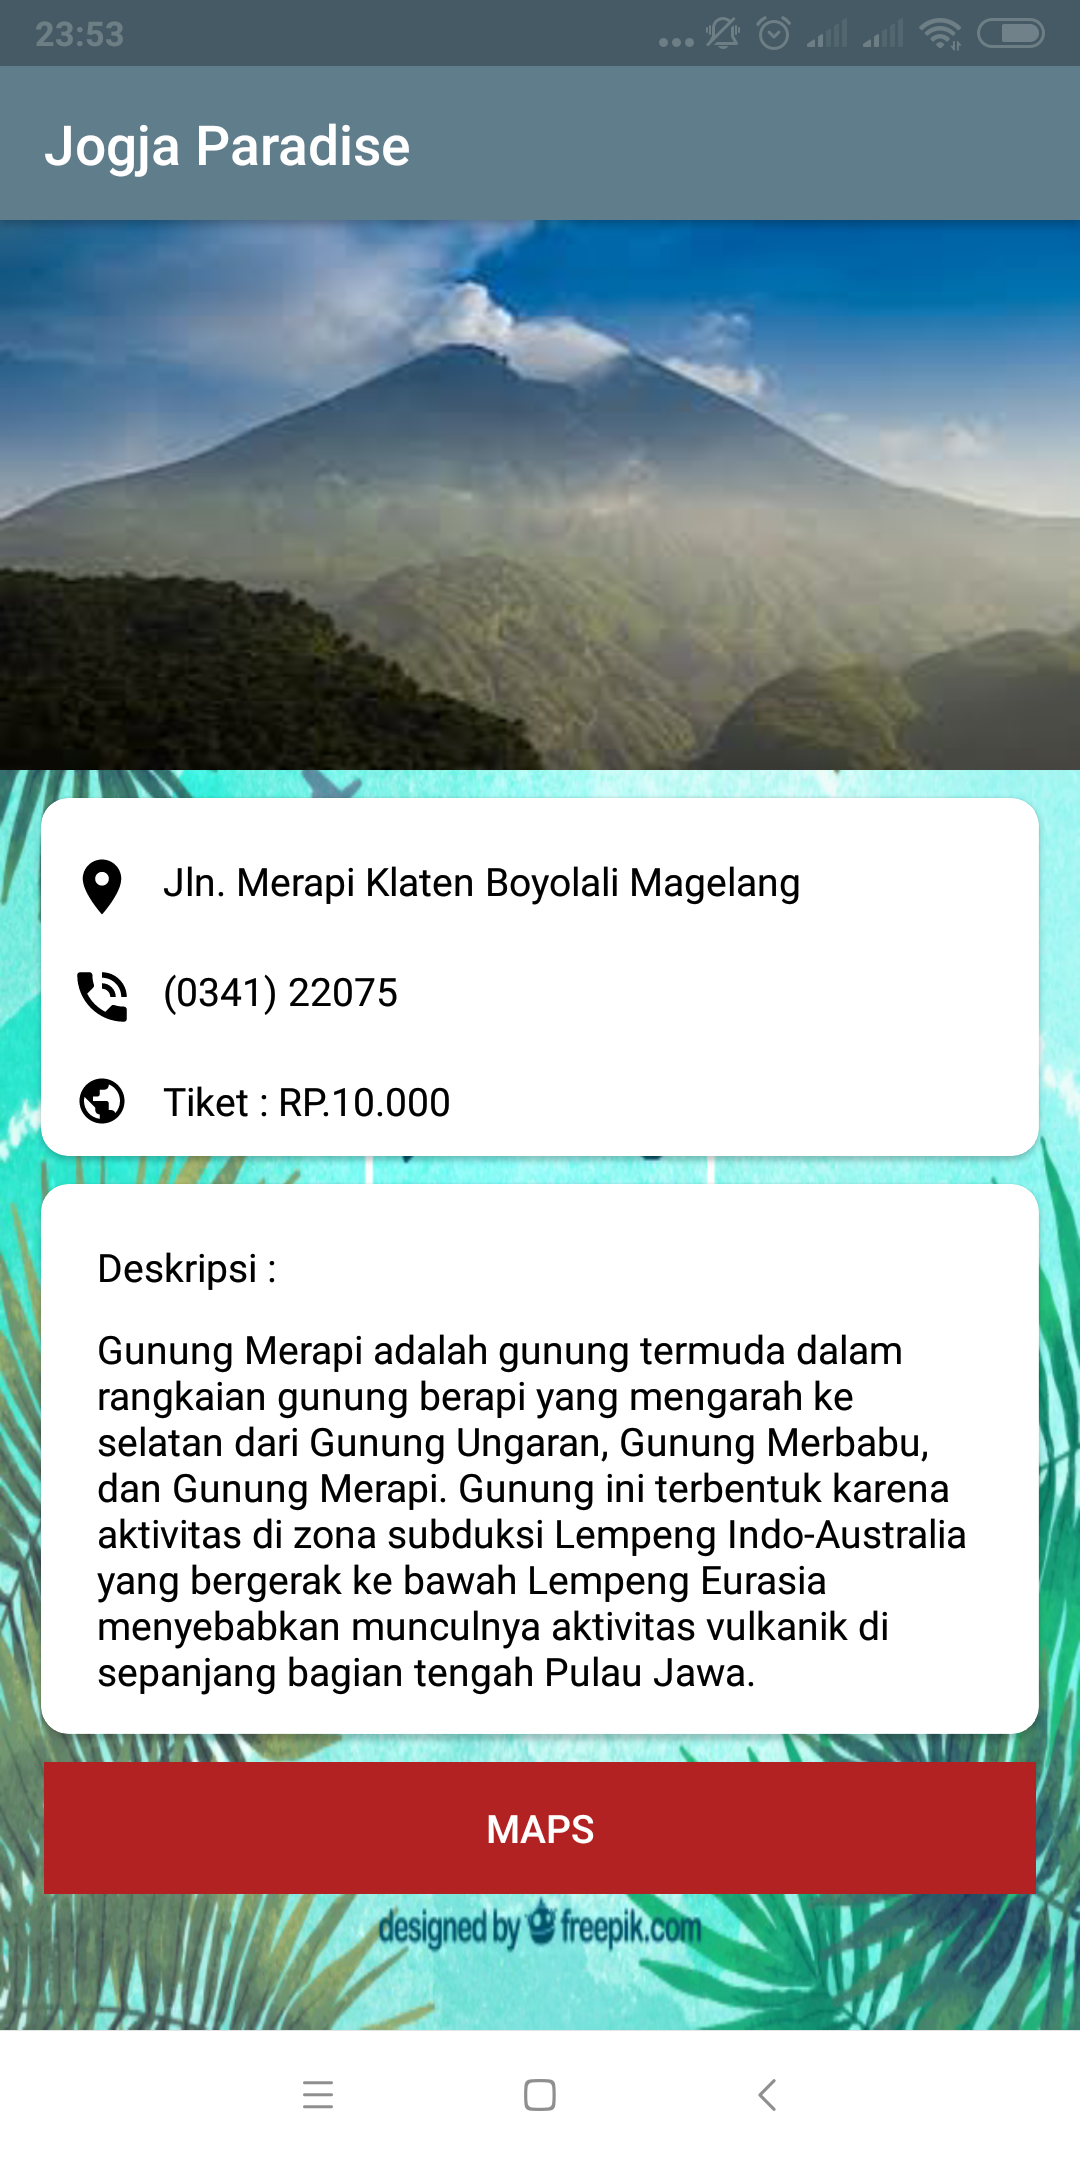 23:53
Jogja Paradise
Jln. Merapi Klaten Boyolali Magelang
(0341) 22075
Tiket : RP.10.000
Deskripsi :
Gunung Merapi adalah gunung termuda dalam
rangkaian gunung berapi yang mengarah ke
selatan dari Gunung Ungaran, Gunung Merbabu,
dan Gunung Merapi. Gunung ini terbentuk karena
aktivitas di zona subduksi Lempeng Indo-Australia
yang bergerak ke bawah Lempeng Eurasia
menyebabkan munculnya aktivitas vulkanik di
sepanjang bagian tengah Pulau Jawa.
MAPS
designed by freepik.com